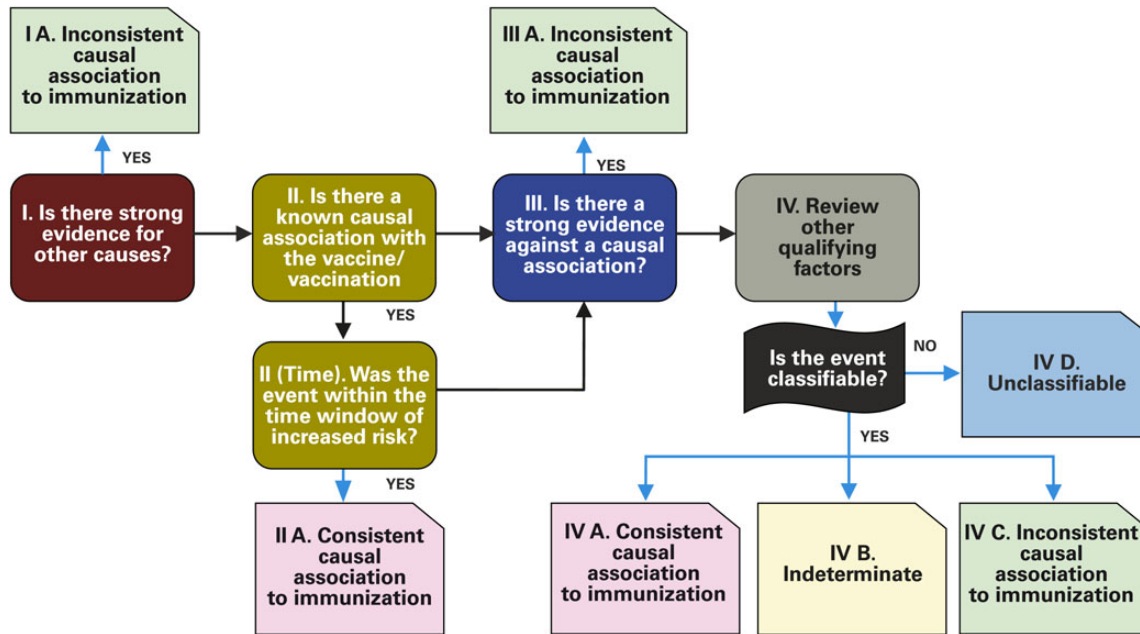 I A. Inconsistent
causal
association
to immunization
III A. Inconsistent
causal
association
to immunization
YES
YES
I. Is there strong
evidence for
other causes?
II. Is there a
known causal
association with
the vaccine/
vaccination
III. Is there a
strong evidence
against a causal
association?
IV. Review
other
qualifying
factors
YES
II (Time). Was the
event within the
time window of
increased risk?
Is the event
classifiable?
NO
IV D.
Unclassifiable
YES
YES
II A. Consistent
causal
association
to immunization
IV A. Consistent
causal
association
to immunization
IV B.
Indeterminate
IV C. Inconsistent
causal
association
to immunization